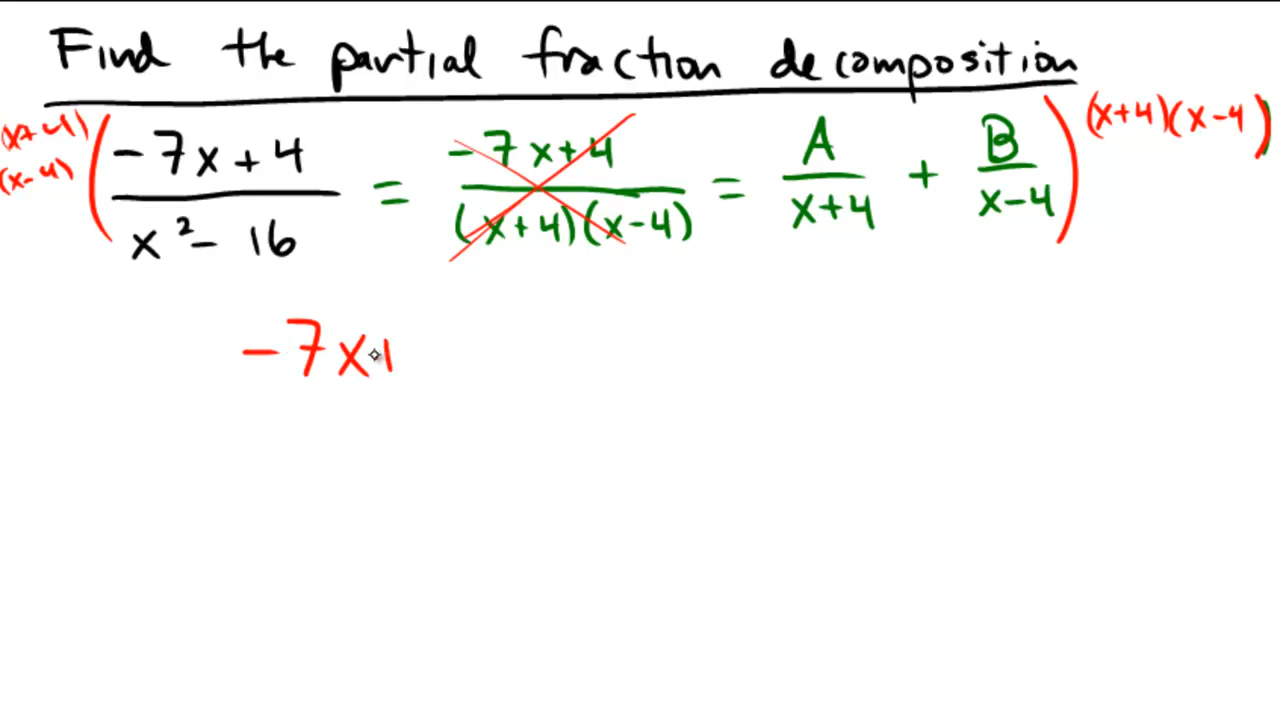 Find the partial fraction decomposition
(x+4)(x-4) ( (-7x+4)/(x²-16) = (-7x+4)/((x+4)(x-4)) = A/(x+4) + B/(x-4) ) (x+4)(x-4)
-7x+